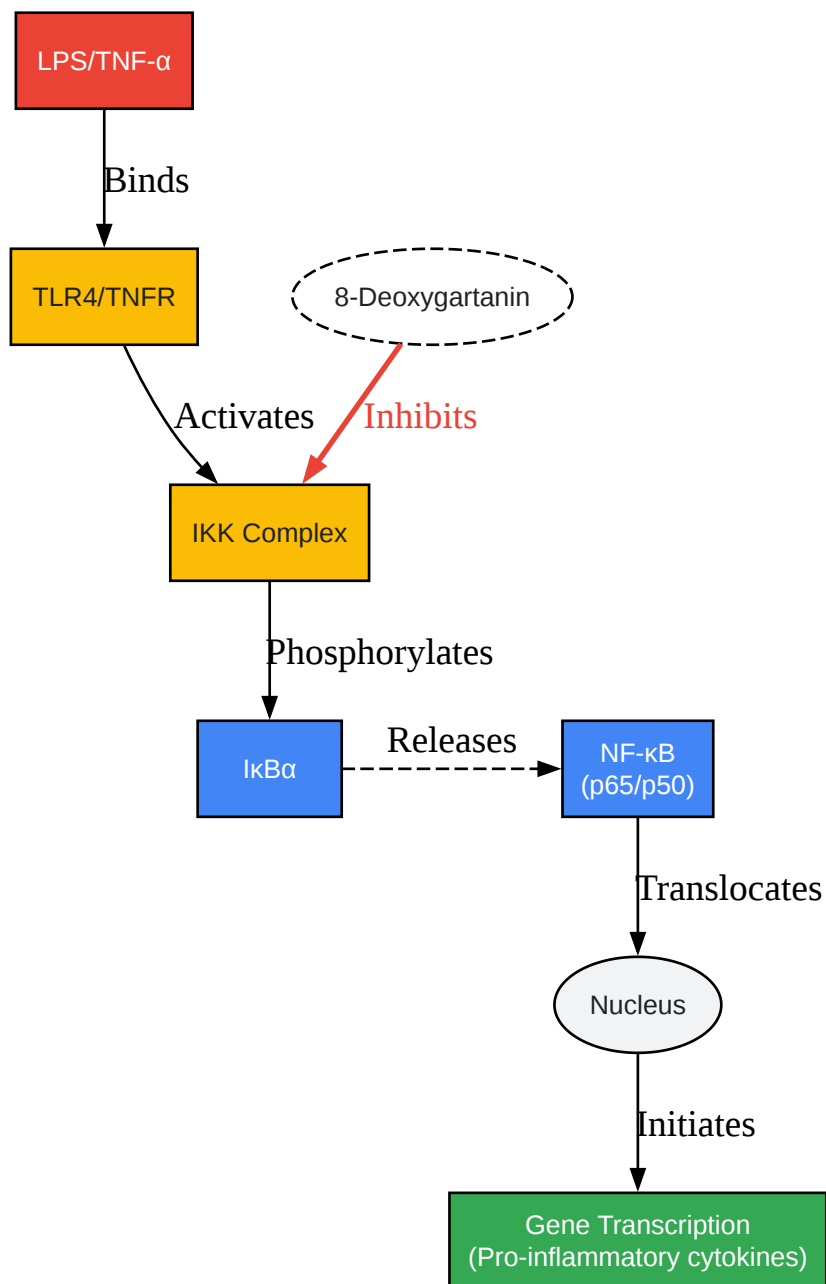 LPS/TNF-α
Binds
TLR4/TNFR
8-Deoxygartanin
Activates
Inhibits
IKK Complex
Phosphorylates
IκBα
Releases
NF-κB
(p65/p50)
Translocates
Nucleus
Initiates
Gene Transcription
(Pro-inflammatory cytokines)